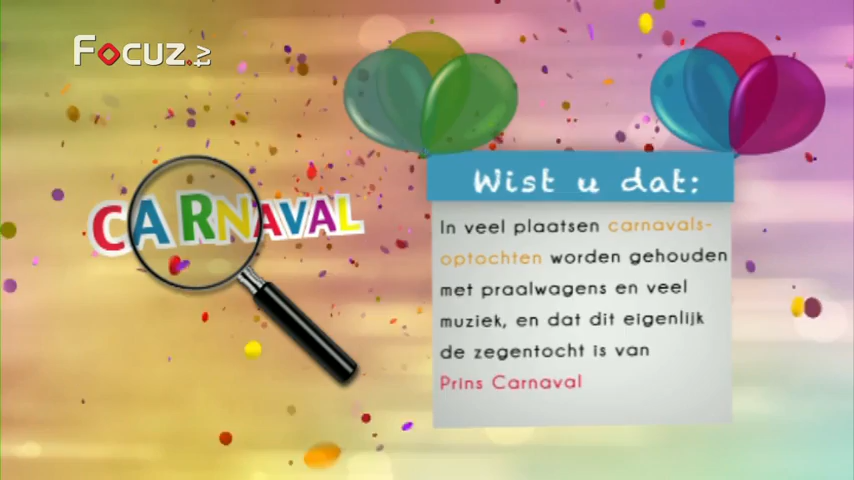 Focuz.tv
CARNAVAL
Wist u dat:
In veel plaatsen carnavals-
optochten worden gehouden
met praalwagens en veel
muziek, en dat dit eigenlijk
de zegentocht is van
Prins Carnaval